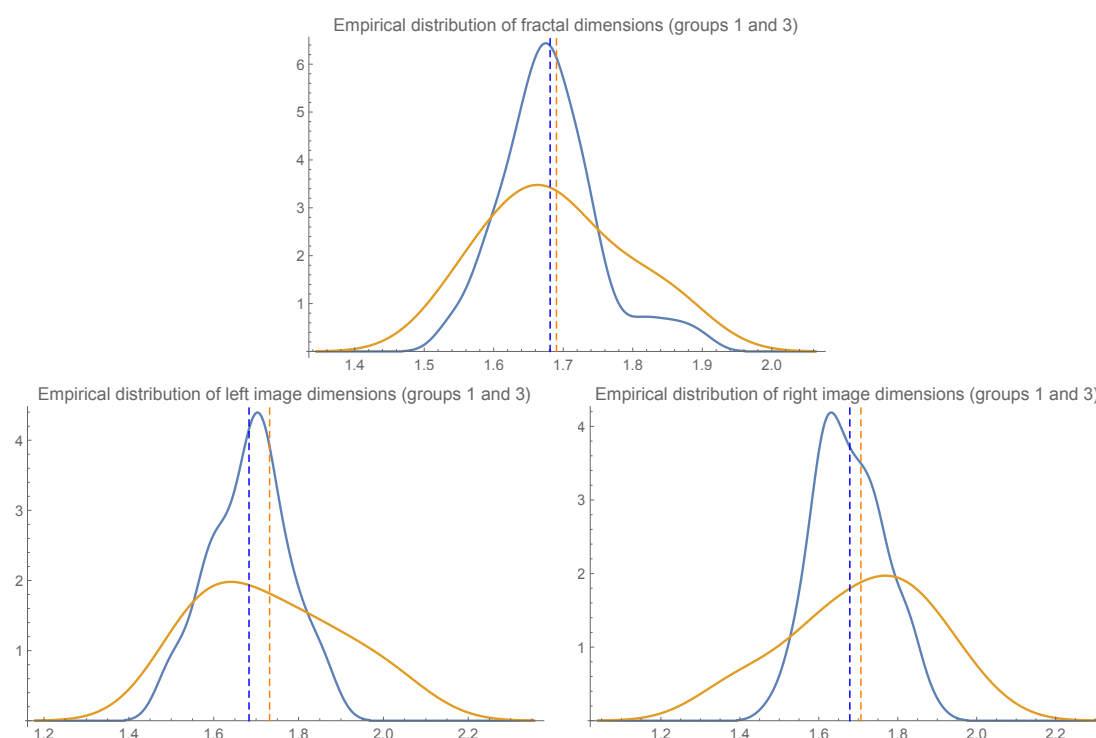 Empirical distribution of fractal dimensions (groups 1 and 3)
6
5
4
3
2
1
1.4 1.5 1.6 1.7 1.8 1.9 2.0
Empirical distribution of left image dimensions (groups 1 and 3)
4
3
2
1
1.2 1.4 1.6 1.8 2.0 2.2
Empirical distribution of right image dimensions (groups 1 and 3)
4
3
2
1
1.2 1.4 1.6 1.8 2.0 2.2